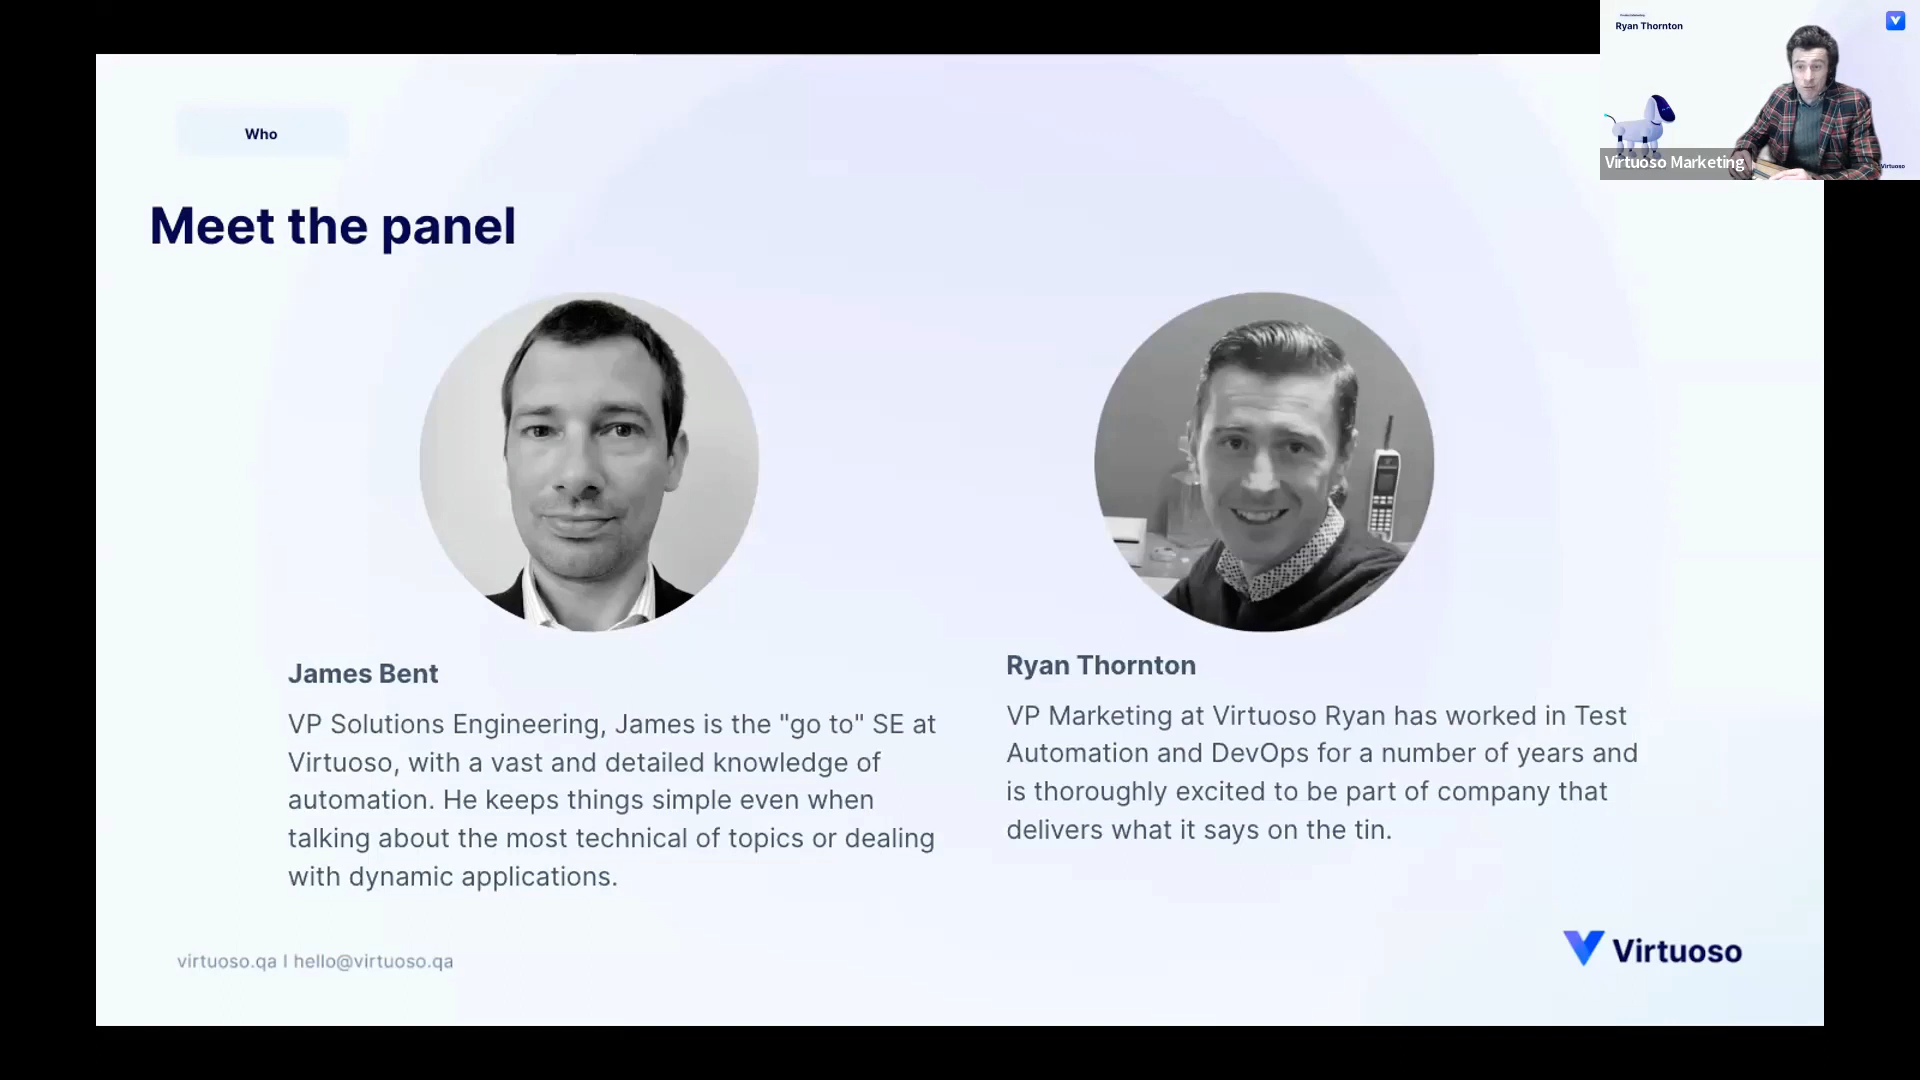 Ryan Thornton
Virtuoso Marketing
Virtuoso
Who
Meet the panel
James Bent
VP Solutions Engineering, James is the "go to" SE at
Virtuoso, with a vast and detailed knowledge of
automation. He keeps things simple even when
talking about the most technical of topics or dealing
with dynamic applications.
Ryan Thornton
VP Marketing at Virtuoso Ryan has worked in Test
Automation and DevOps for a number of years and
is thoroughly excited to be part of company that
delivers what it says on the tin.
virtuoso.qa I hello@virtuoso.qa
Virtuoso